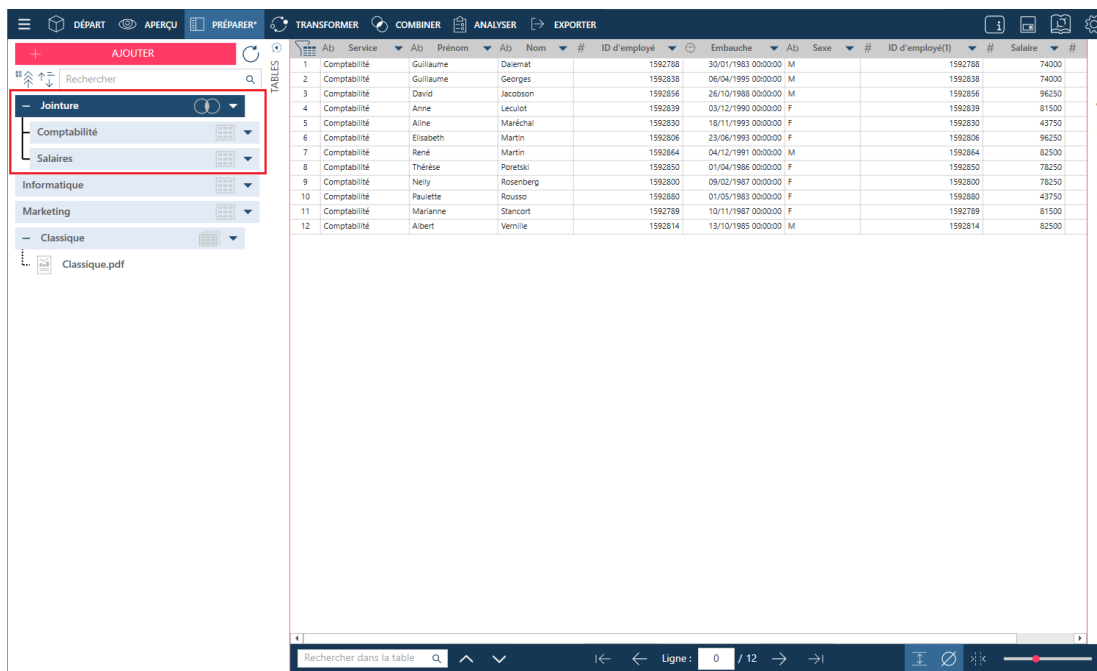 DÉPART APERÇU PRÉPARER* TRANSFORMER COMBINER ANALYSER EXPORTER
+ AJOUTER
TABLES
Rechercher
− Jointure
Comptabilité
Salaires
Informatique
Marketing
− Classique
Classique.pdf
Ab Service Ab Prénom Ab Nom # ID d'employé Embauche Ab Sexe # ID d'employé(1) # Salaire #
1 Comptabilité Guillaume Dalemat 1592788 30/01/1983 00:00:00 M 1592788 74000
2 Comptabilité Guillaume Georges 1592838 06/04/1995 00:00:00 M 1592838 74000
3 Comptabilité David Jacobson 1592856 26/10/1988 00:00:00 M 1592856 96250
4 Comptabilité Anne Leculot 1592839 03/12/1990 00:00:00 F 1592839 81500
5 Comptabilité Aline Maréchal 1592830 18/11/1993 00:00:00 F 1592830 43750
6 Comptabilité Elisabeth Martin 1592806 23/06/1993 00:00:00 F 1592806 96250
7 Comptabilité René Martin 1592864 04/12/1991 00:00:00 M 1592864 82500
8 Comptabilité Thérèse Poretski 1592850 01/04/1986 00:00:00 F 1592850 78250
9 Comptabilité Nelly Rosenberg 1592800 09/02/1987 00:00:00 F 1592800 78250
10 Comptabilité Paulette Rousso 1592880 01/05/1983 00:00:00 F 1592880 43750
11 Comptabilité Marianne Stancort 1592789 10/11/1987 00:00:00 F 1592789 81500
12 Comptabilité Albert Vernille 1592814 13/10/1985 00:00:00 M 1592814 82500
Rechercher dans la table Ligne : 0 / 12